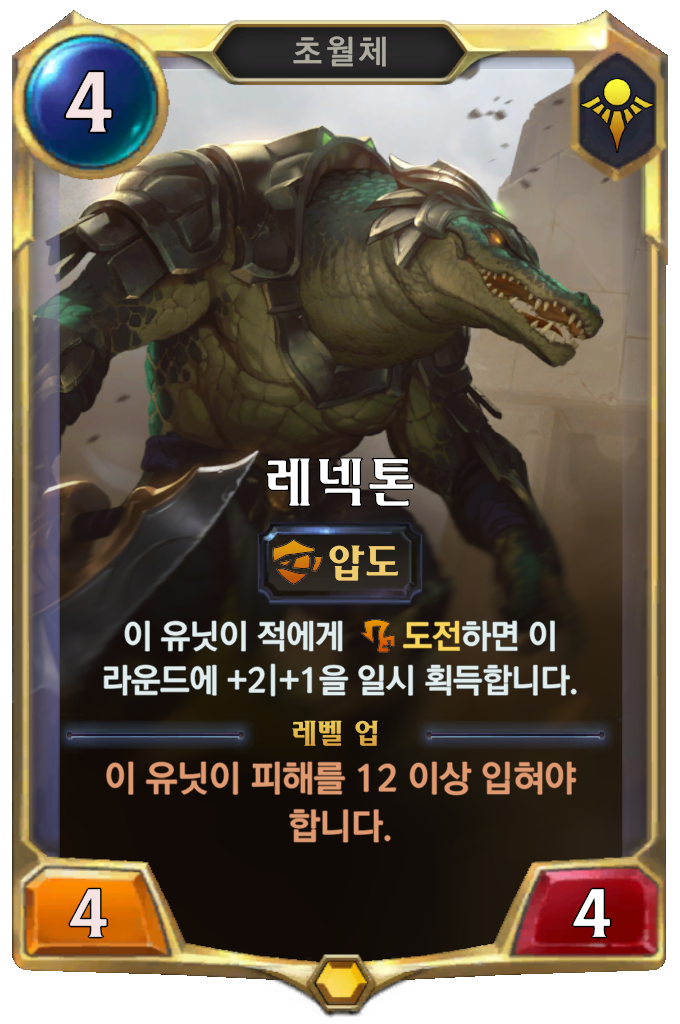 초월체
4
레넥톤
압도
이 유닛이 적에게 도전하면 이
라운드에 +2|+1을 일시 획득합니다.
레벨 업
이 유닛이 피해를 12 이상 입혀야
합니다.
4
4